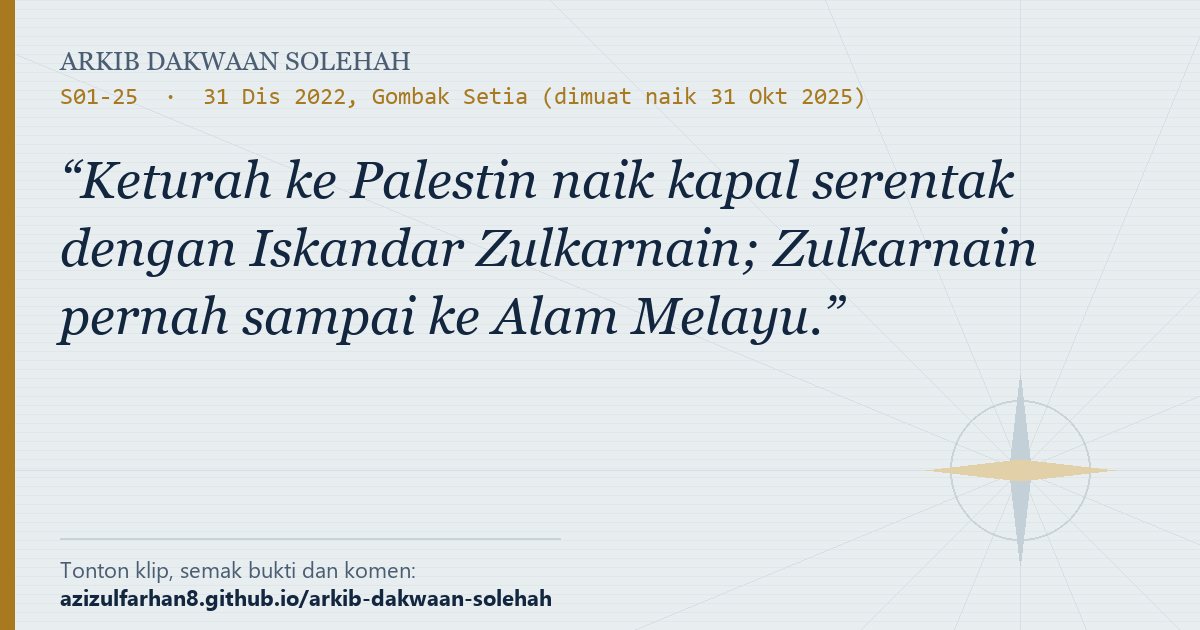 ARKIB DAKWAAN SOLEHAH
S01-25 · 31 Dis 2022, Gombak Setia (dimuat naik 31 Okt 2025)
“Keturah ke Palestin naik kapal serentak
dengan Iskandar Zulkarnain; Zulkarnain
pernah sampai ke Alam Melayu.”
Tonton klip, semak bukti dan komen:
azizulfarhan8.github.io/arkib-dakwaan-solehah